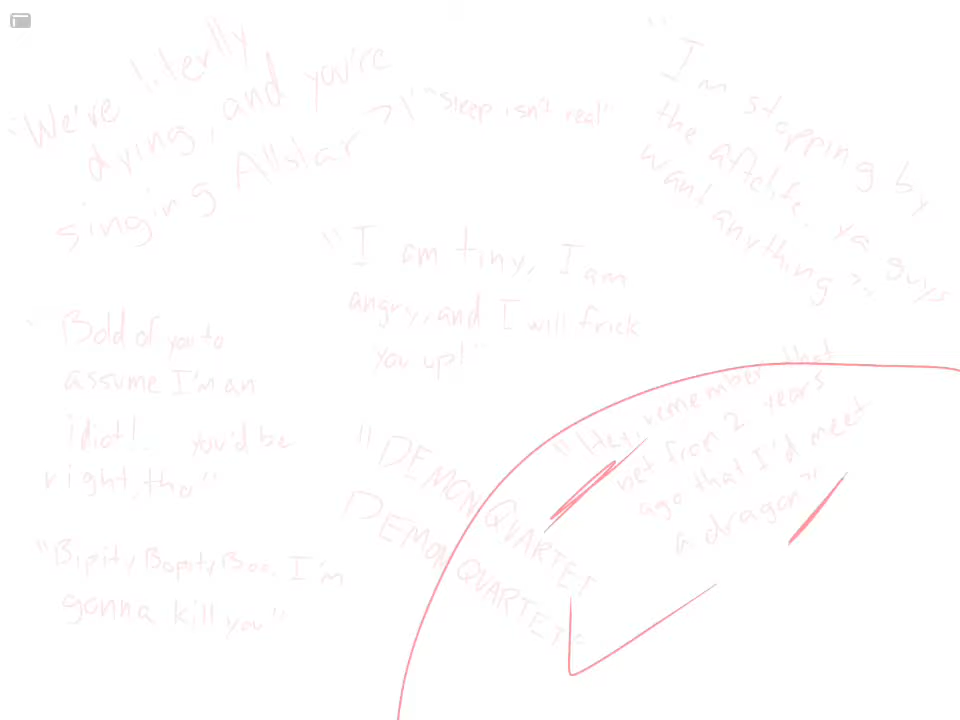 "We're literlly
dying, and you're
singing Allstar >:("
"sleep isn't real"
"I'm stopping by
the afterlife, ya guys
want anything?"
"I am tiny, I am
angry, and I will frick
you up!"
"Bold of you to
assume I'm an
idiot!.. you'd be
right, tho"
"Hey, remember that
bet from 2 years
ago that I'd meet
a dragon"
"DEMON QUARTET
DEMON QUARTET"
"Bipity, Bopity, Boo. I'm
gonna kill you"